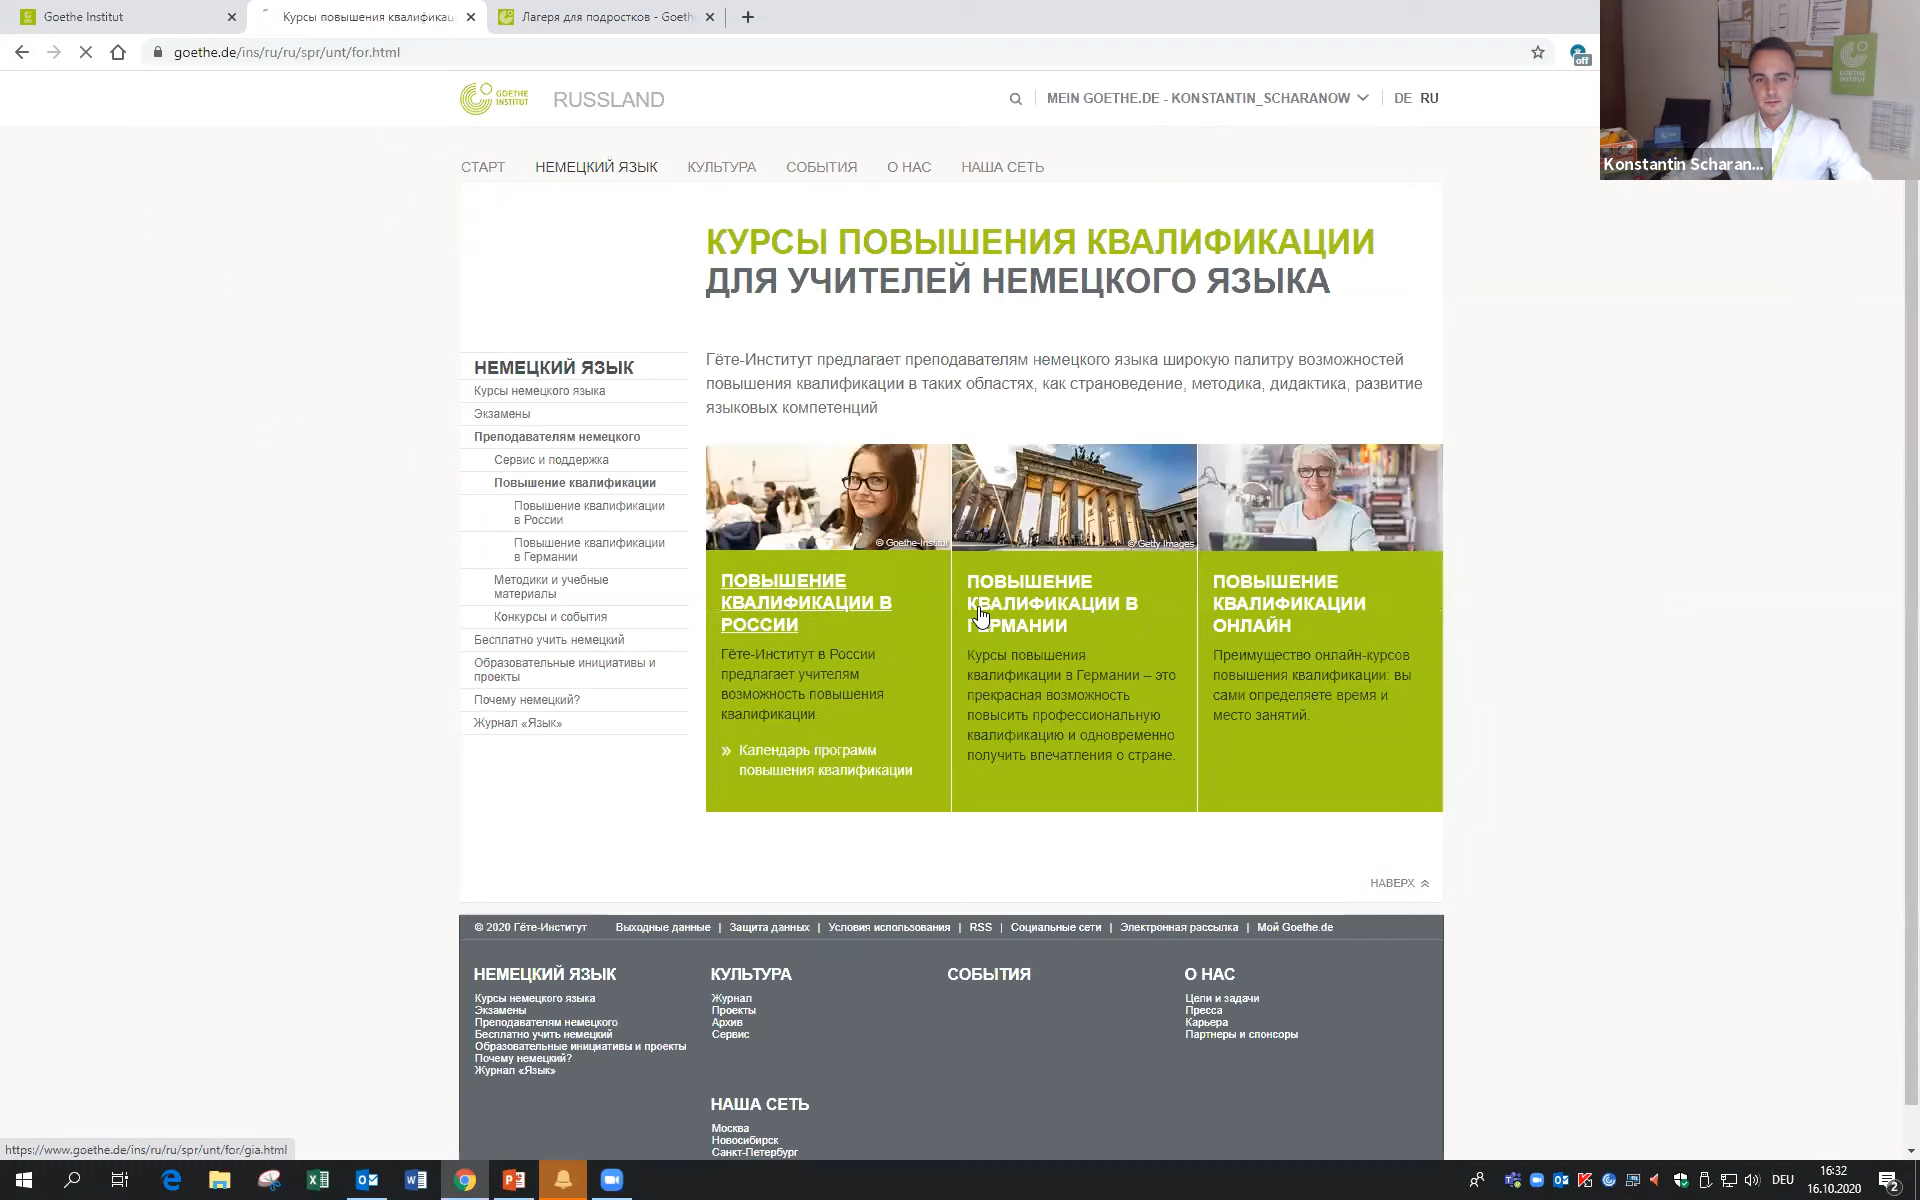 Goethe Institut
Курсы повышения квалификац
Лагеря для подростков - Goeth
goethe.de/ins/ru/ru/spr/unt/for.html
off
GOETHE INSTITUT
GOETHE
INSTITUT
RUSSLAND
MEIN GOETHE.DE - KONSTANTIN_SCHARANOW
DE RU
Konstantin Scharan...
СТАРТ НЕМЕЦКИЙ ЯЗЫК КУЛЬТУРА СОБЫТИЯ О НАС НАША СЕТЬ
КУРСЫ ПОВЫШЕНИЯ КВАЛИФИКАЦИИ
ДЛЯ УЧИТЕЛЕЙ НЕМЕЦКОГО ЯЗЫКА
Гёте-Институт предлагает преподавателям немецкого языка широкую палитру возможностей
повышения квалификации в таких областях, как страноведение, методика, дидактика, развитие
языковых компетенций
НЕМЕЦКИЙ ЯЗЫК
Курсы немецкого языка
Экзамены
Преподавателям немецкого
Сервис и поддержка
Повышение квалификации
Повышение квалификации
в России
Повышение квалификации
в Германии
Методики и учебные
материалы
Конкурсы и события
Бесплатно учить немецкий
Образовательные инициативы и
проекты
Почему немецкий?
Журнал «Язык»
© Goethe-Institut
© Getty Images
ПОВЫШЕНИЕ
КВАЛИФИКАЦИИ В
РОССИИ
Гёте-Институт в России
предлагает учителям
возможность повышения
квалификации.
» Календарь программ
повышения квалификации
ПОВЫШЕНИЕ
КВАЛИФИКАЦИИ В
ГЕРМАНИИ
Курсы повышения
квалификации в Германии – это
прекрасная возможность
повысить профессиональную
квалификацию и одновременно
получить впечатления о стране.
ПОВЫШЕНИЕ
КВАЛИФИКАЦИИ
ОНЛАЙН
Преимущество онлайн-курсов
повышения квалификации: вы
сами определяете время и
место занятий.
НАВЕРХ
© 2020 Гёте-Институт Выходные данные | Защита данных | Условия использования | RSS | Социальные сети | Электронная рассылка | Мой Goethe.de
НЕМЕЦКИЙ ЯЗЫК
Курсы немецкого языка
Экзамены
Преподавателям немецкого
Бесплатно учить немецкий
Образовательные инициативы и проекты
Почему немецкий?
Журнал «Язык»
КУЛЬТУРА
Журнал
Проекты
Архив
Сервис
СОБЫТИЯ
О НАС
Цели и задачи
Пресса
Карьера
Партнеры и спонсоры
НАША СЕТЬ
Москва
Новосибирск
Санкт-Петербург
https://www.goethe.de/ins/ru/ru/spr/unt/for/gia.html
DEU
16:32
16.10.2020
2